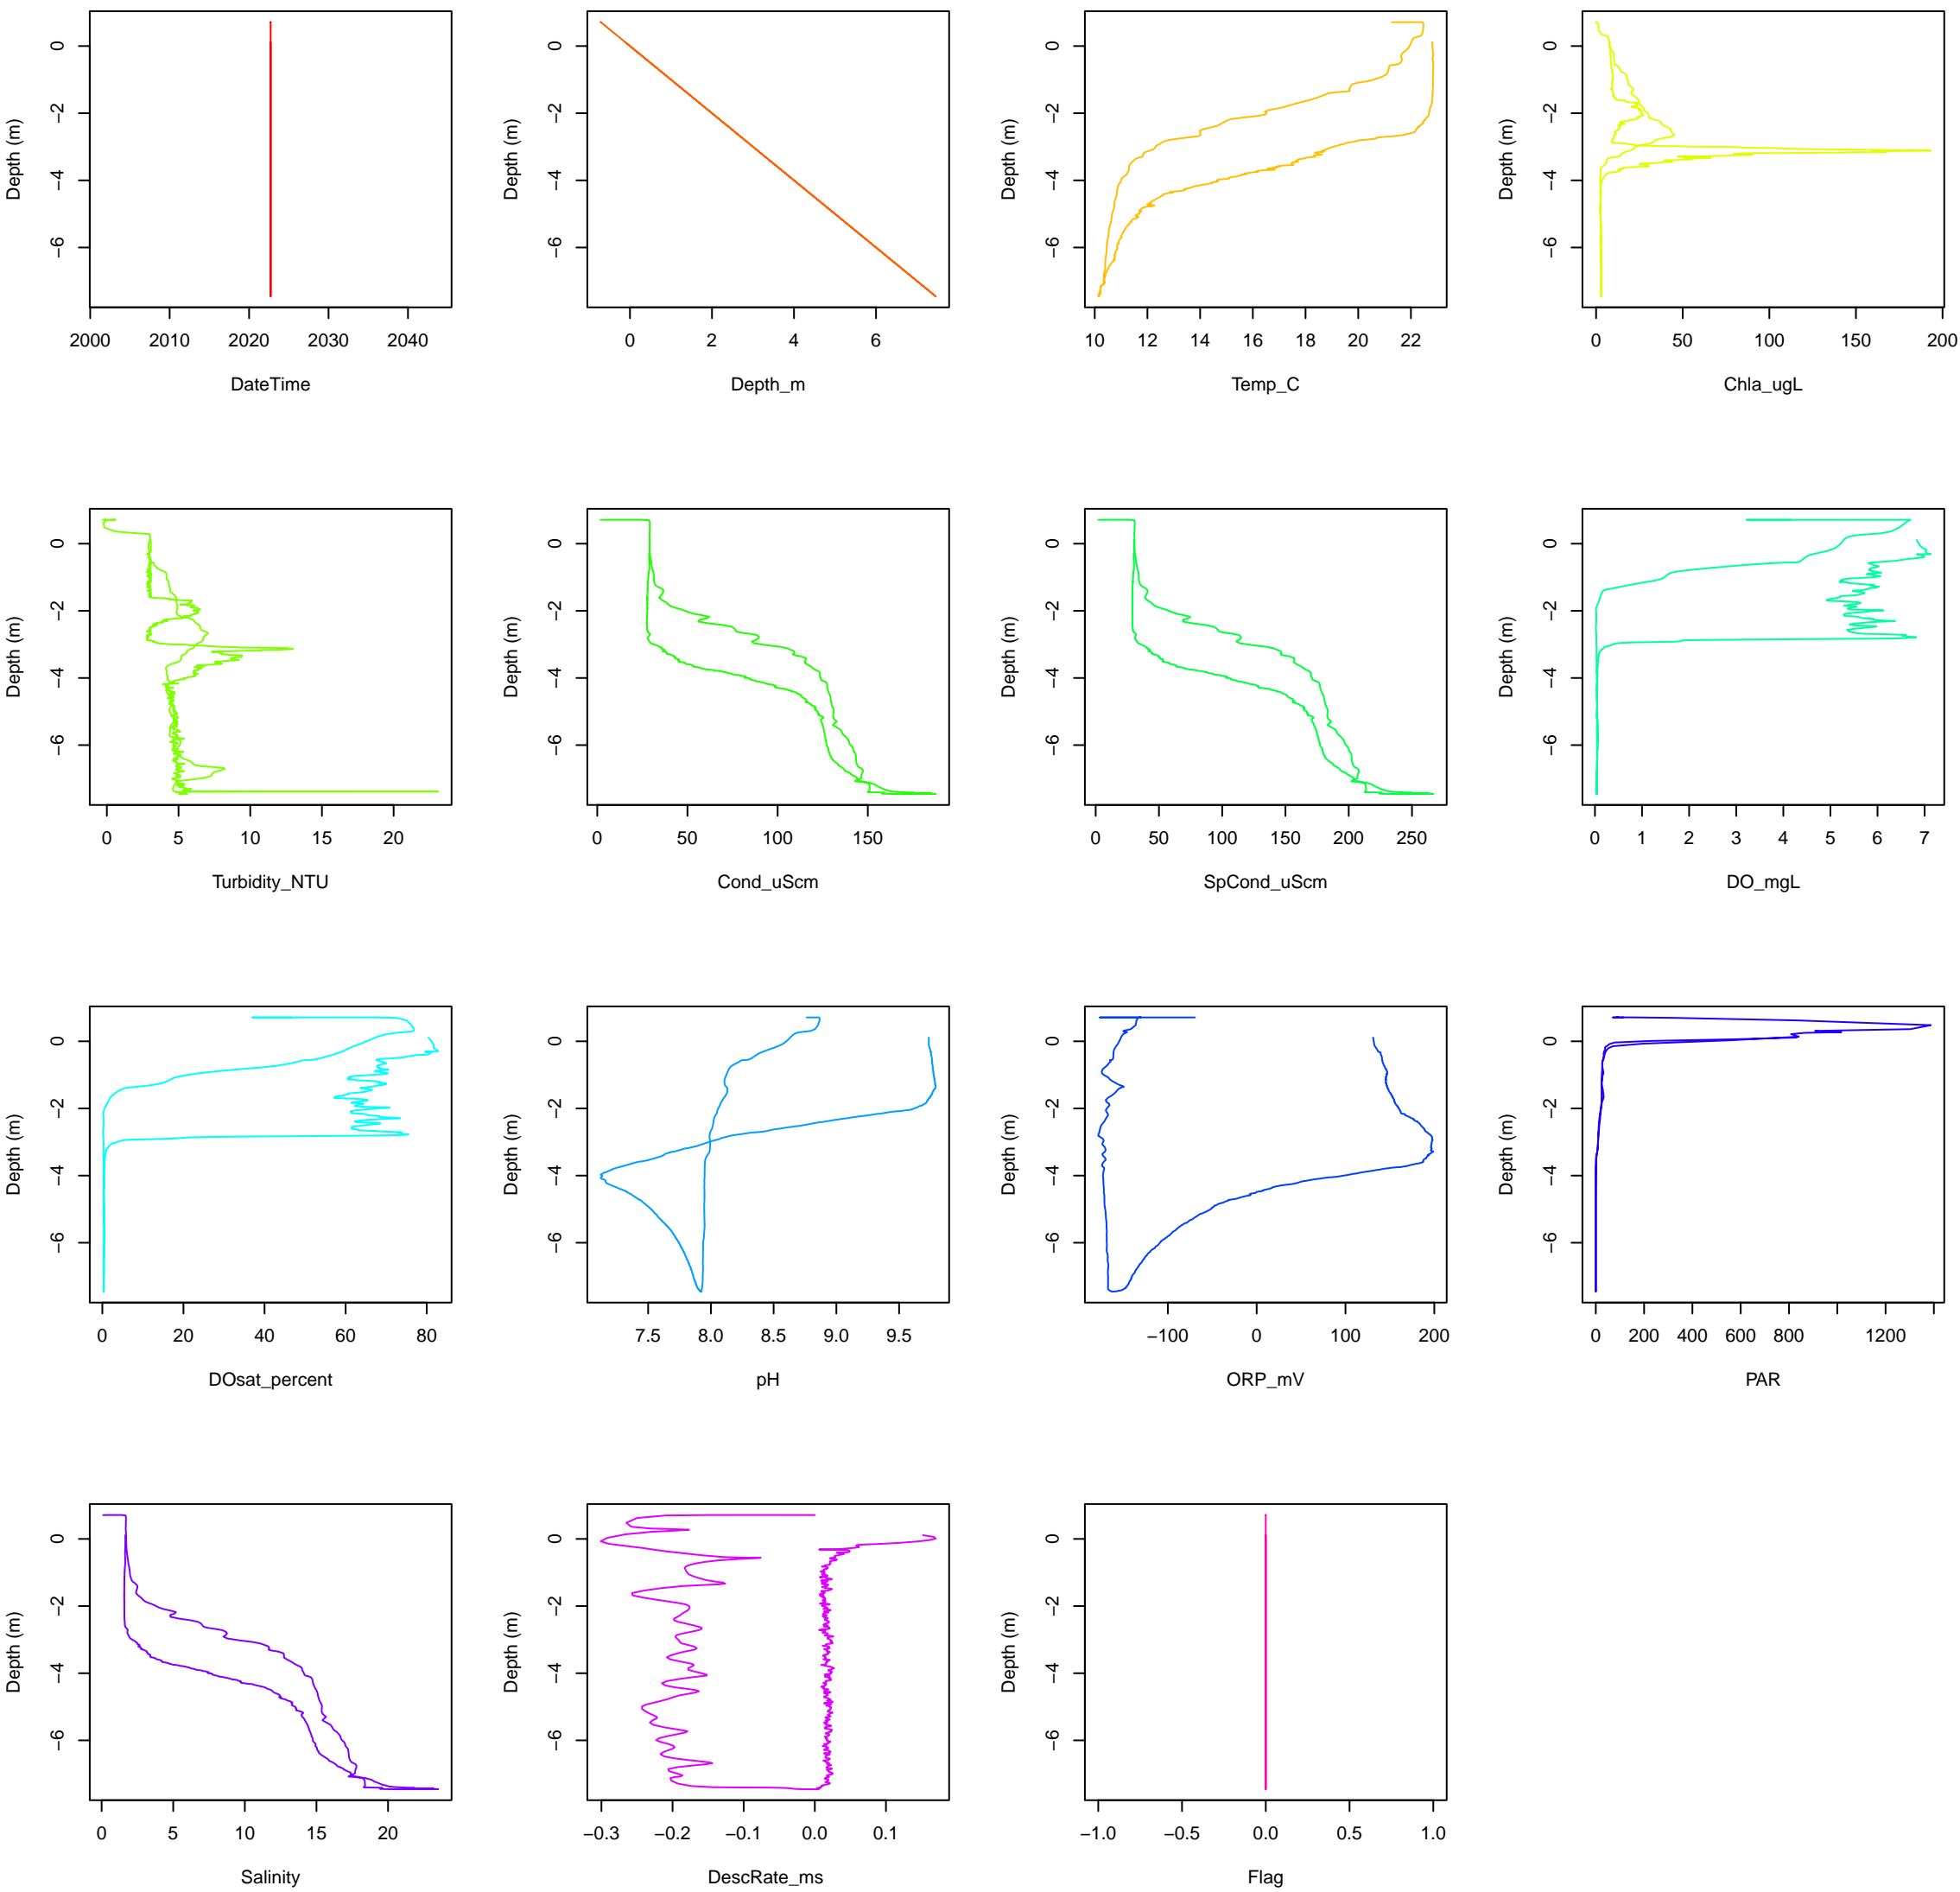 Depth (m)
0
−2
−4
−6
2000 2010 2020 2030 2040
DateTime
Depth (m)
0
−2
−4
−6
0 2 4 6
Depth_m
Depth (m)
0
−2
−4
−6
10 12 14 16 18 20 22
Temp_C
Depth (m)
0
−2
−4
−6
0 50 100 150 200
Chla_ugL
Depth (m)
0
−2
−4
−6
0 5 10 15 20
Turbidity_NTU
Depth (m)
0
−2
−4
−6
0 50 100 150
Cond_uScm
Depth (m)
0
−2
−4
−6
0 50 100 150 200 250
SpCond_uScm
Depth (m)
0
−2
−4
−6
0 1 2 3 4 5 6 7
DO_mgL
Depth (m)
0
−2
−4
−6
0 20 40 60 80
DOsat_percent
Depth (m)
0
−2
−4
−6
7.5 8.0 8.5 9.0 9.5
pH
Depth (m)
0
−2
−4
−6
−100 0 100 200
ORP_mV
Depth (m)
0
−2
−4
−6
0 200 400 600 800 1200
PAR
Depth (m)
0
−2
−4
−6
0 5 10 15 20
Salinity
Depth (m)
0
−2
−4
−6
−0.3 −0.2 −0.1 0.0 0.1
DescRate_ms
Depth (m)
0
−2
−4
−6
−1.0 −0.5 0.0 0.5 1.0
Flag